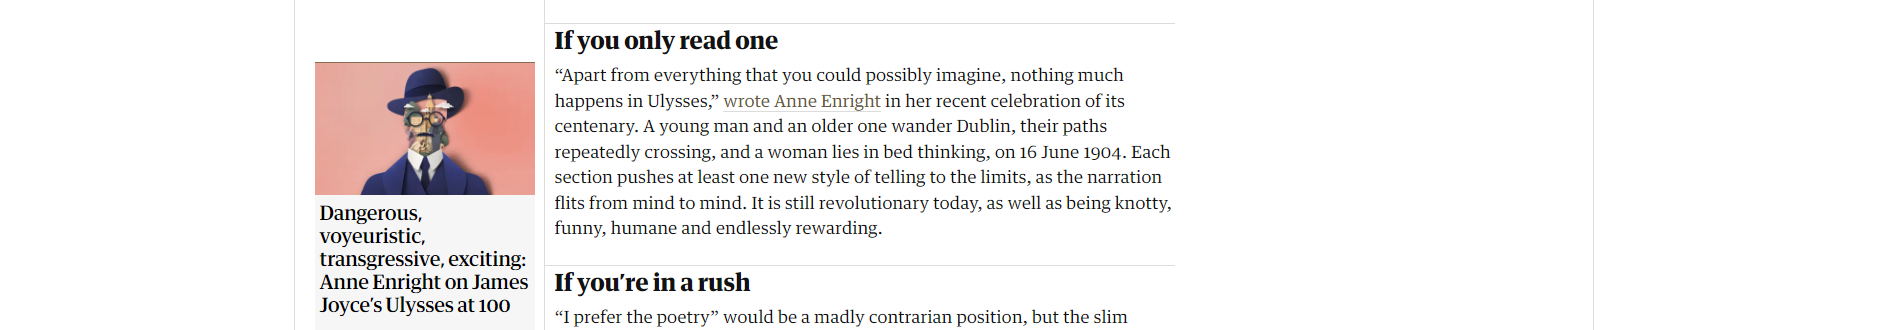 If you only read one
“Apart from everything that you could possibly imagine, nothing much
happens in Ulysses,” wrote Anne Enright in her recent celebration of its
centenary. A young man and an older one wander Dublin, their paths
repeatedly crossing, and a woman lies in bed thinking, on 16 June 1904. Each
section pushes at least one new style of telling to the limits, as the narration
flits from mind to mind. It is still revolutionary today, as well as being knotty,
funny, humane and endlessly rewarding.
Dangerous,
voyeuristic,
transgressive, exciting:
Anne Enright on James
Joyce’s Ulysses at 100
If you’re in a rush
“I prefer the poetry” would be a madly contrarian position, but the slim